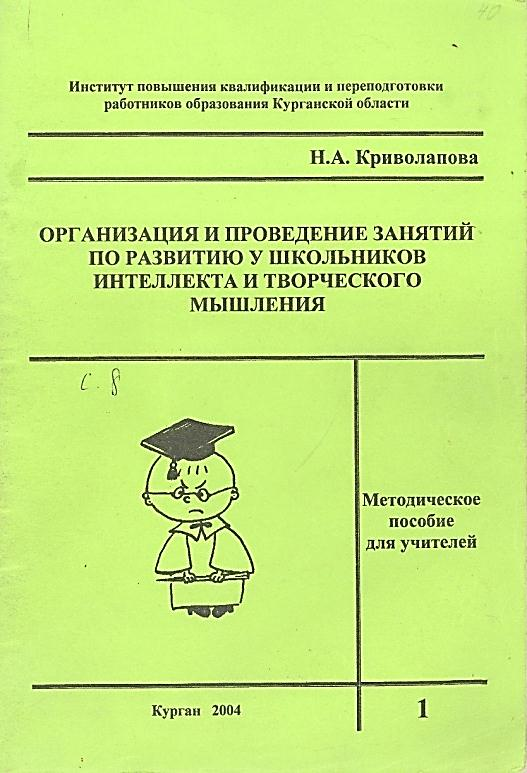 40
Институт повышения квалификации и переподготовки
работников образования Курганской области
Н.А. Криволапова
ОРГАНИЗАЦИЯ И ПРОВЕДЕНИЕ ЗАНЯТИЙ
ПО РАЗВИТИЮ У ШКОЛЬНИКОВ
ИНТЕЛЛЕКТА И ТВОРЧЕСКОГО
МЫШЛЕНИЯ
с. 8
Методическое
пособие
для учителей
Курган 2004
1